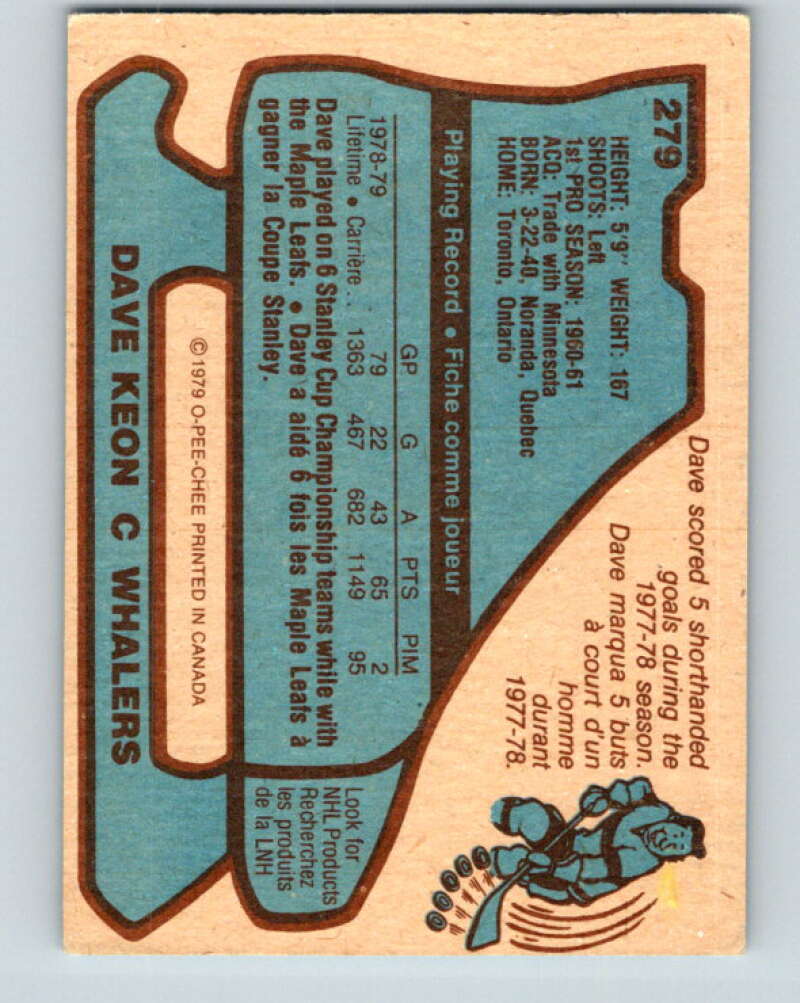 279
HEIGHT: 5'9" WEIGHT: 167
SHOOTS: Left
1st PRO SEASON: 1960-61
ACQ: Trade with Minnesota
BORN: 3-22-40, Noranda, Quebec
HOME: Toronto, Ontario
Dave scored 5 shorthanded
goals during the
1977-78 season.
Dave marqua 5 buts
à court d'un
homme
durant
1977-78.
Playing Record • Fiche comme joueur
GP G A PTS PIM
1978-79 79 22 43 65 2
Lifetime • Carrière .. 1363 467 682 1149 95
Dave played on 6 Stanley Cup Championship teams while with
the Maple Leafs. • Dave a aidé 6 fois les Maple Leafs à
gagner la Coupe Stanley.
Look for
NHL Products
Recherchez
les produits
de la LNH
©1979 O-PEE-CHEE PRINTED IN CANADA
DAVE KEON C WHALERS